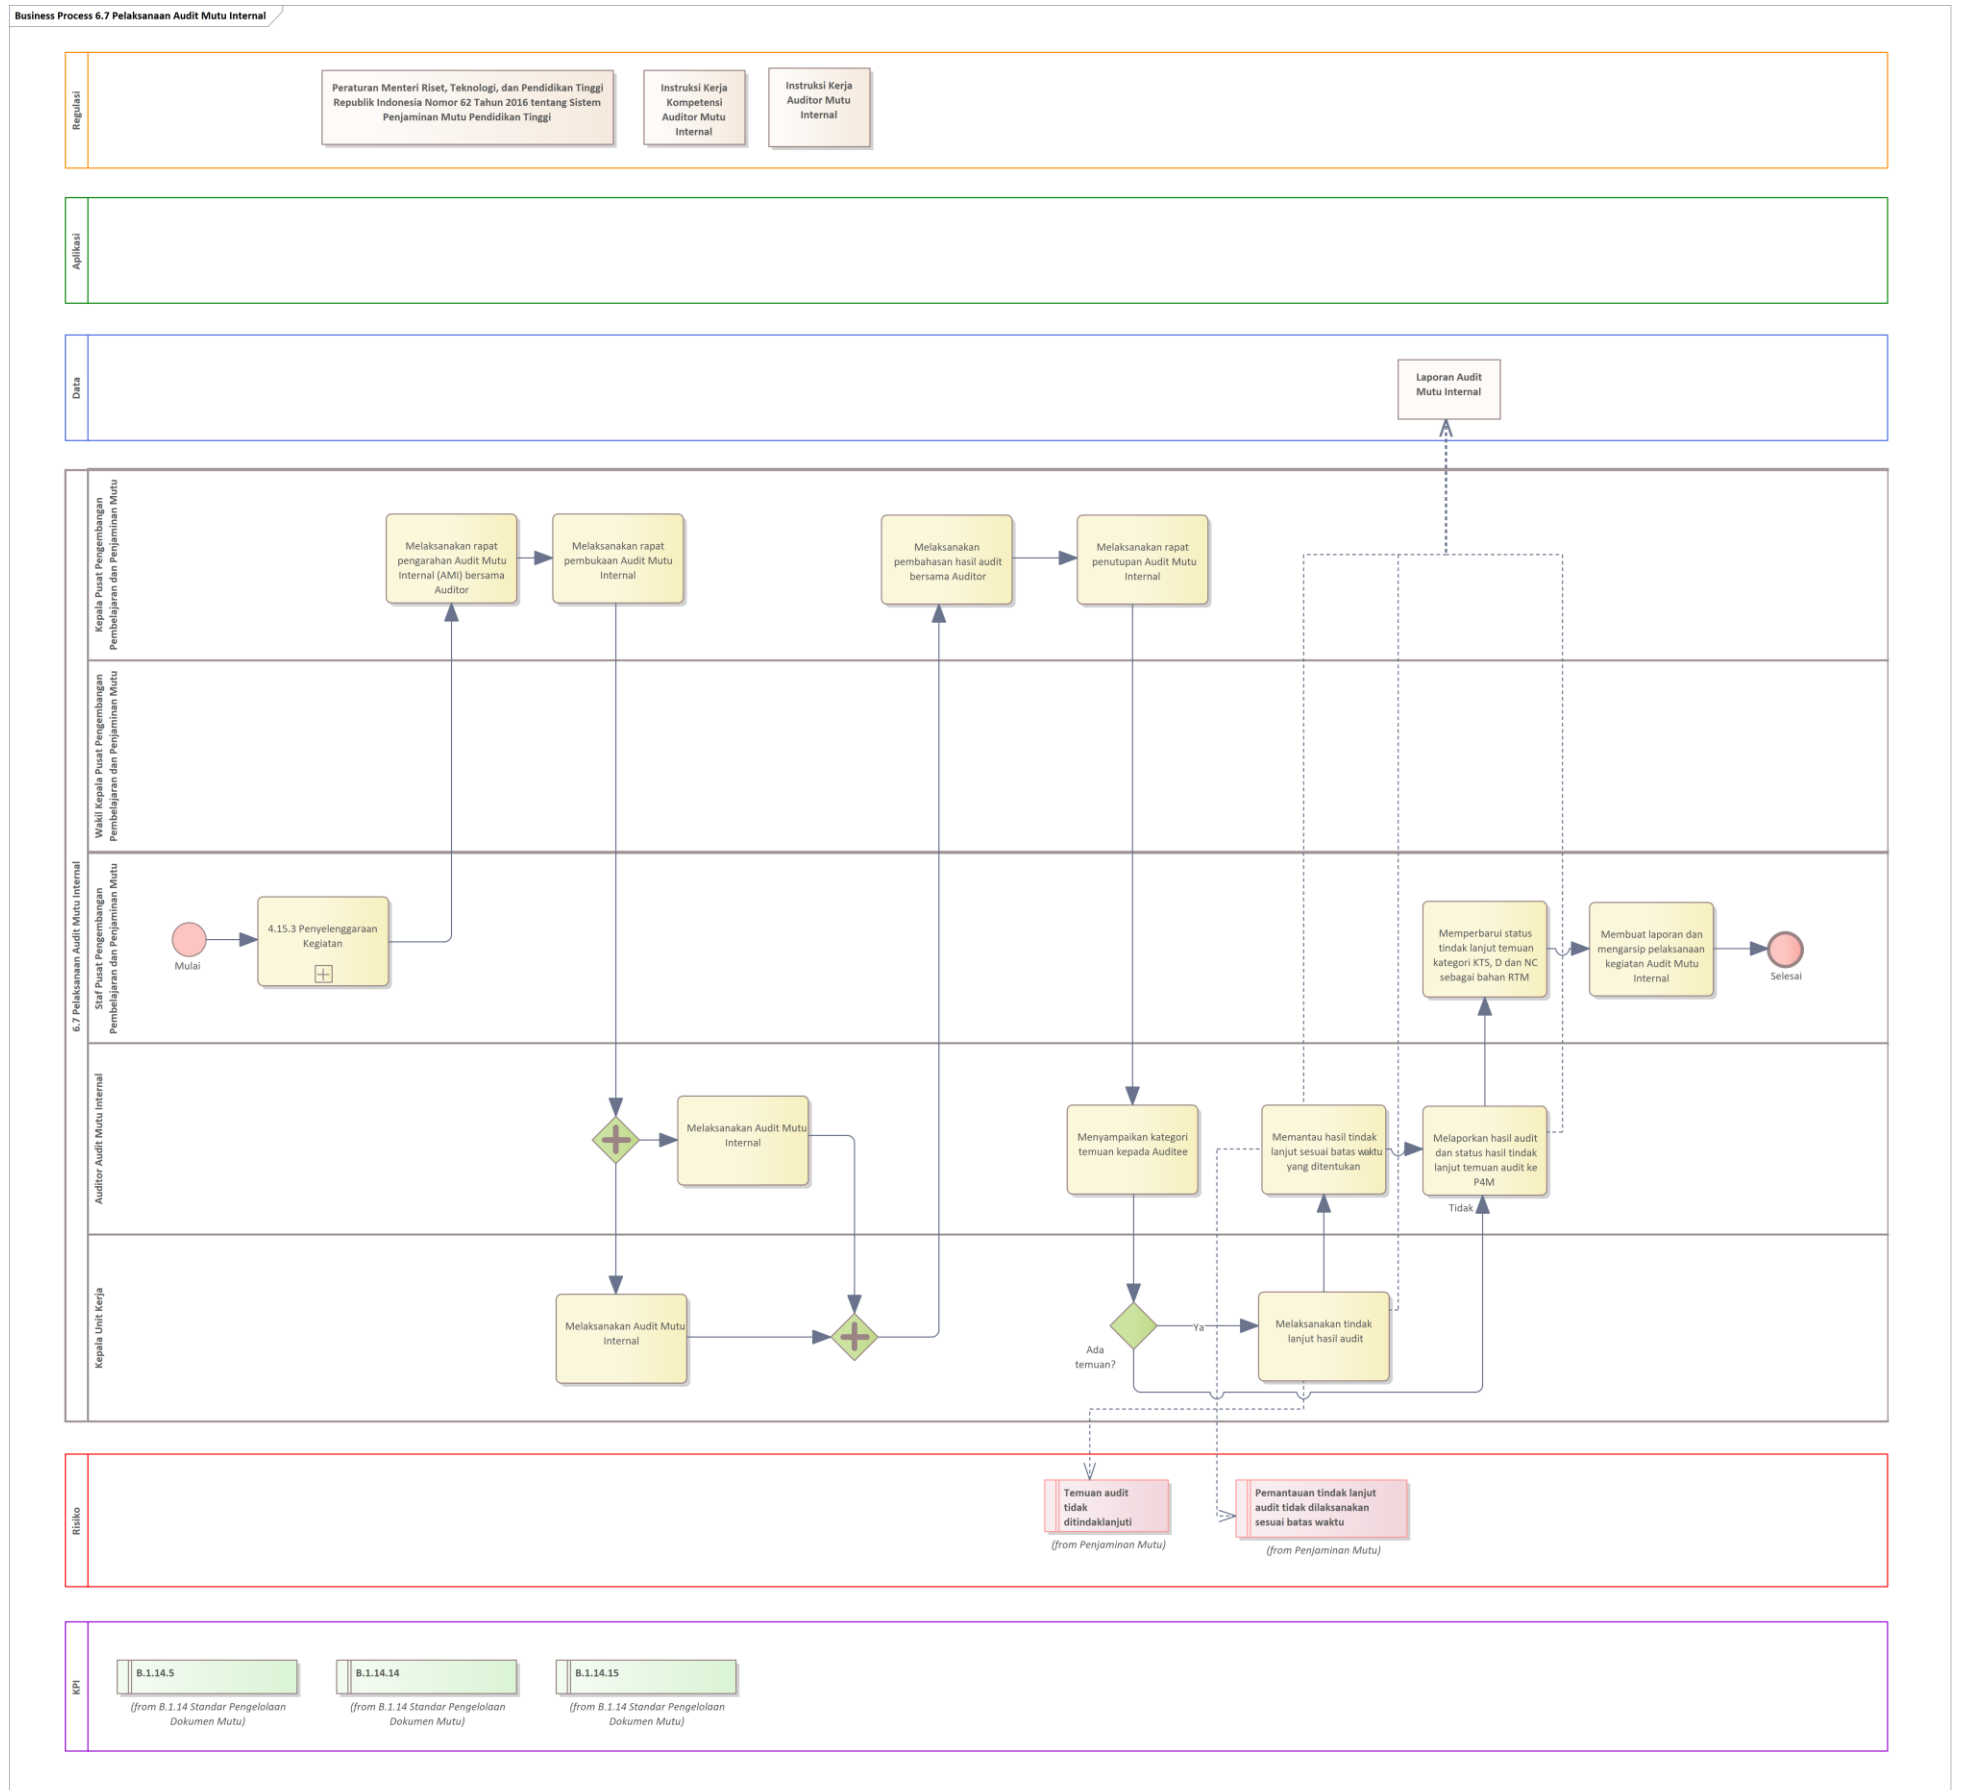 Business Process 6.7 Pelaksanaan Audit Mutu Internal
Regulasi
Peraturan Menteri Riset, Teknologi, dan Pendidikan Tinggi
Republik Indonesia Nomor 62 Tahun 2016 tentang Sistem
Penjaminan Mutu Pendidikan Tinggi
Instruksi Kerja
Kompetensi
Auditor Mutu
Internal
Instruksi Kerja
Auditor Mutu
Internal
Aplikasi
Data
Laporan Audit
Mutu Internal
6.7 Pelaksanaan Audit Mutu Internal
Kepala Pusat Pengembangan
Pembelajaran dan Penjaminan Mutu
Melaksanakan rapat
pengarahan Audit Mutu
Internal (AMI) bersama
Auditor
Melaksanakan rapat
pembukaan Audit Mutu
Internal
Melaksanakan
pembahasan hasil audit
bersama Auditor
Melaksanakan rapat
penutupan Audit Mutu
Internal
Wakil Kepala Pusat Pengembangan
Pembelajaran dan Penjaminan Mutu
Staf Pusat Pengembangan
Pembelajaran dan Penjaminan Mutu
Mulai
4.15.3 Penyelenggaraan
Kegiatan
Memperbarui status
tindak lanjut temuan
kategori KTS, D dan NC
sebagai bahan RTM
Membuat laporan dan
mengarsip pelaksanaan
kegiatan Audit Mutu
Internal
Selesai
Auditor Audit Mutu Internal
Melaksanakan Audit Mutu
Internal
Menyampaikan kategori
temuan kepada Auditee
Memantau hasil tindak
lanjut sesuai batas waktu
yang ditentukan
Melaporkan hasil audit
dan status hasil tindak
lanjut temuan audit ke
P4M
Tidak
Kepala Unit Kerja
Melaksanakan Audit Mutu
Internal
Ada
temuan?
Ya
Melaksanakan tindak
lanjut hasil audit
Risiko
Temuan audit
tidak
ditindaklanjuti
(from Penjaminan Mutu)
Pemantauan tindak lanjut
audit tidak dilaksanakan
sesuai batas waktu
(from Penjaminan Mutu)
KPI
B.1.14.5
(from B.1.14 Standar Pengelolaan
Dokumen Mutu)
B.1.14.14
(from B.1.14 Standar Pengelolaan
Dokumen Mutu)
B.1.14.15
(from B.1.14 Standar Pengelolaan
Dokumen Mutu)